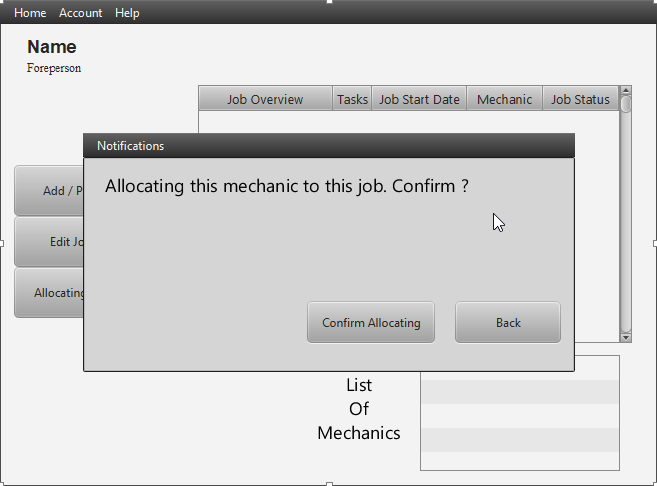 Home Account Help
Name
Foreperson
Job Overview Tasks Job Start Date Mechanic Job Status
Notifications
Allocating this mechanic to this job. Confirm ?
Add / P
Edit Jo
Allocating
Confirm Allocating Back
List
Of
Mechanics